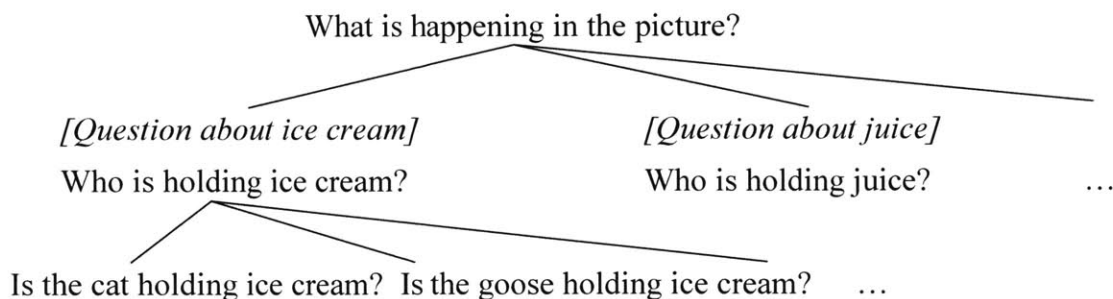 What is happening in the picture?
[Question about ice cream] [Question about juice]
Who is holding ice cream? Who is holding juice? …
Is the cat holding ice cream? Is the goose holding ice cream? …